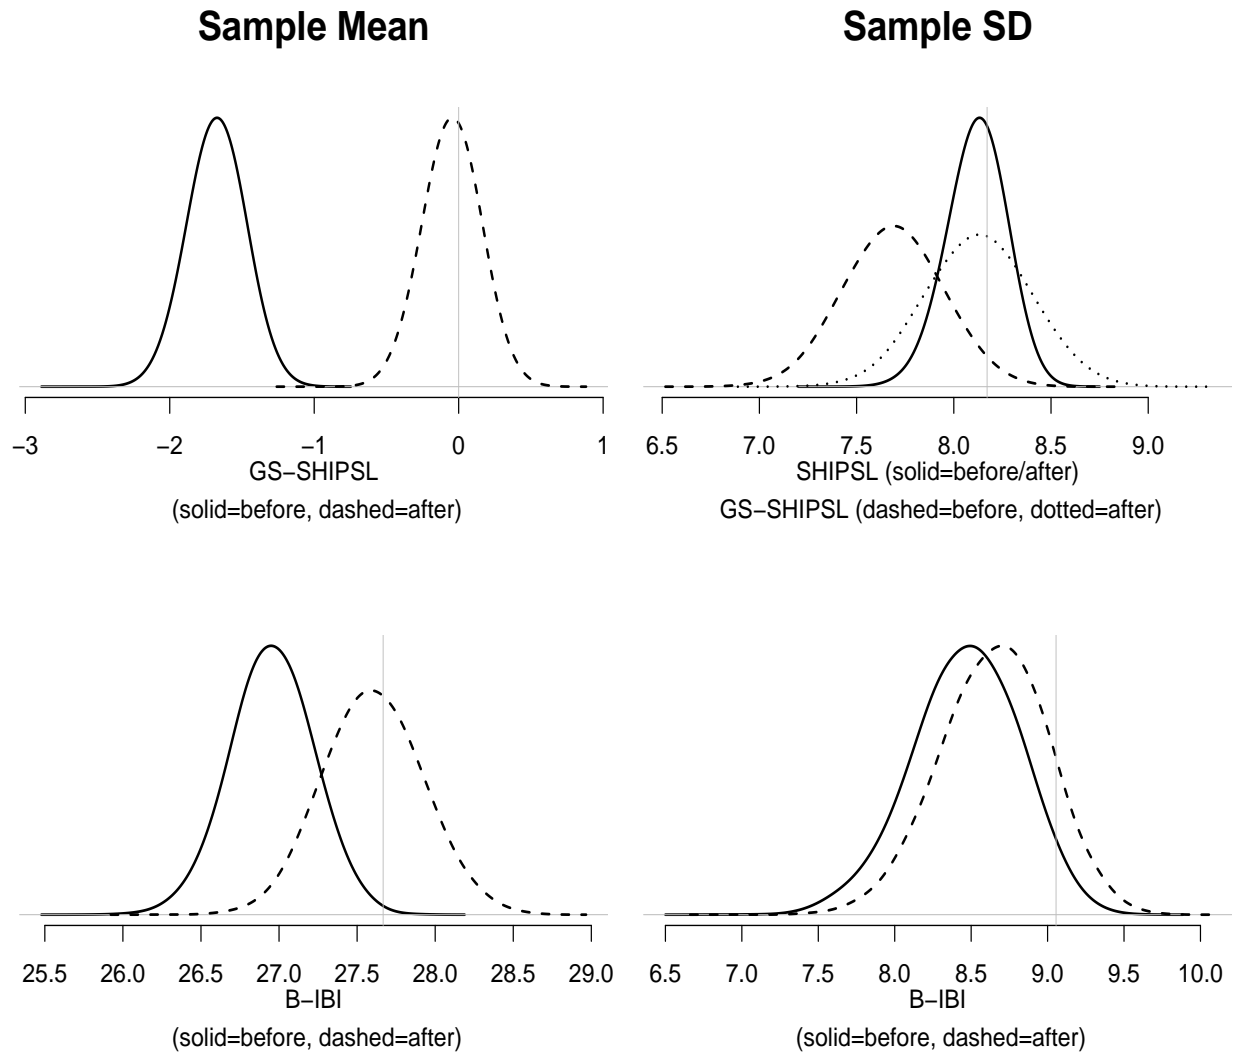 Sample Mean
Sample SD
−3 −2 −1 0 1
GS−SHIPSL
(solid=before, dashed=after)
6.5 7.0 7.5 8.0 8.5 9.0
SHIPSL (solid=before/after)
GS−SHIPSL (dashed=before, dotted=after)
25.5 26.0 26.5 27.0 27.5 28.0 28.5 29.0
B−IBI
(solid=before, dashed=after)
6.5 7.0 7.5 8.0 8.5 9.0 9.5 10.0
B−IBI
(solid=before, dashed=after)